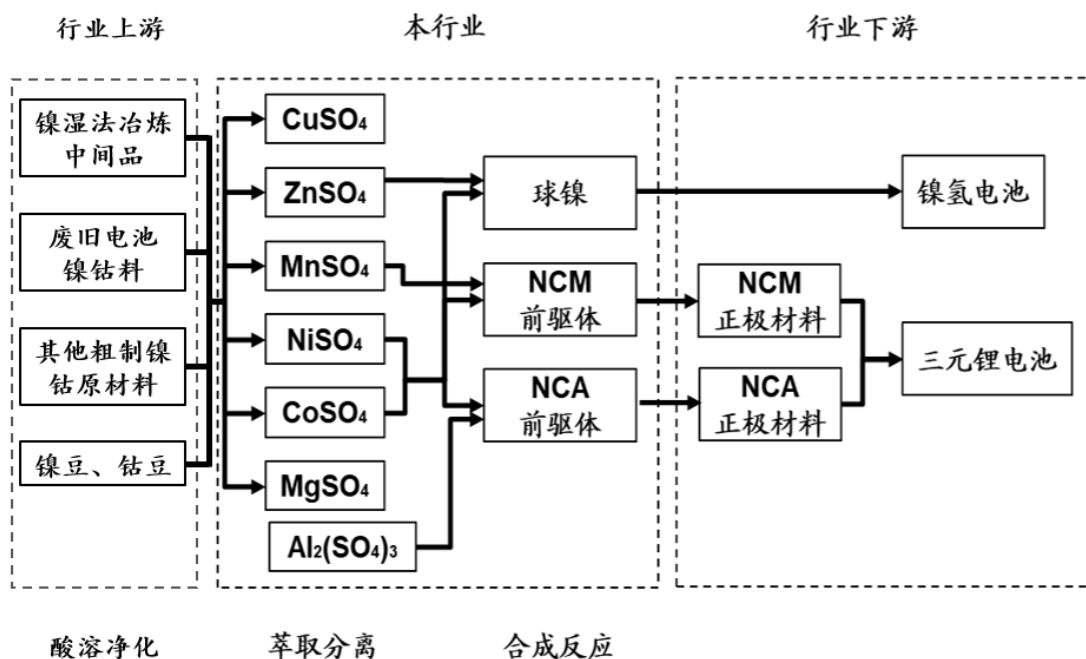 行业上游
本行业
行业下游
镍湿法冶炼
中间品
废旧电池
镍钴料
其他粗制镍
钴原材料
镍豆、钴豆
CuSO₄
ZnSO₄
MnSO₄
NiSO₄
CoSO₄
MgSO₄
Al₂(SO₄)₃
球镍
NCM
前驱体
NCA
前驱体
NCM
正极材料
NCA
正极材料
镍氢电池
三元锂电池
酸溶净化
萃取分离
合成反应